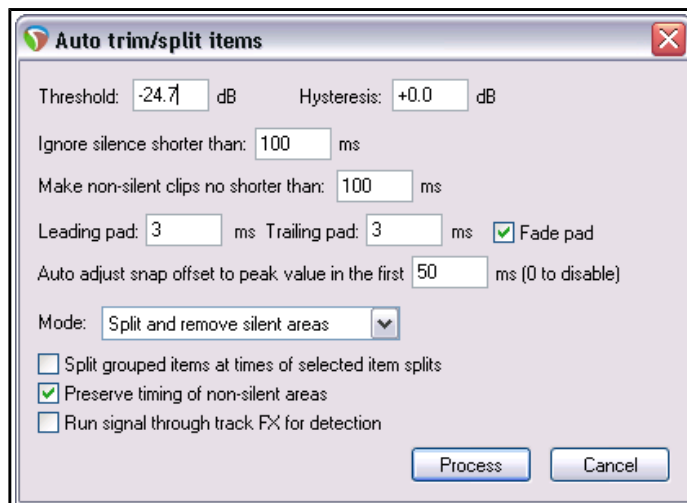 Auto trim/split items
Threshold: -24.7 dB Hysteresis: +0.0 dB
Ignore silence shorter than: 100 ms
Make non-silent clips no shorter than: 100 ms
Leading pad: 3 ms Trailing pad: 3 ms Fade pad
Auto adjust snap offset to peak value in the first 50 ms (0 to disable)
Mode: Split and remove silent areas
Split grouped items at times of selected item splits
Preserve timing of non-silent areas
Run signal through track FX for detection
Process Cancel